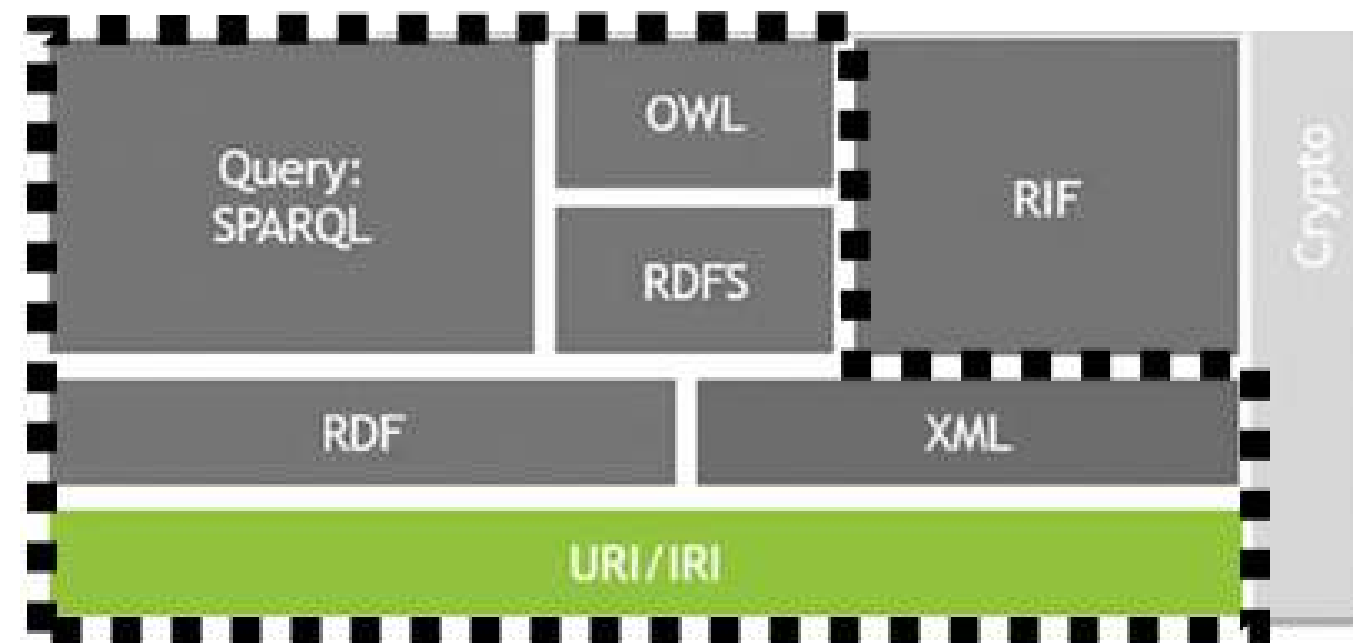 Query:
SPARQL
OWL
RDFS
RIF
Crypto
RDF
XML
URI/IRI